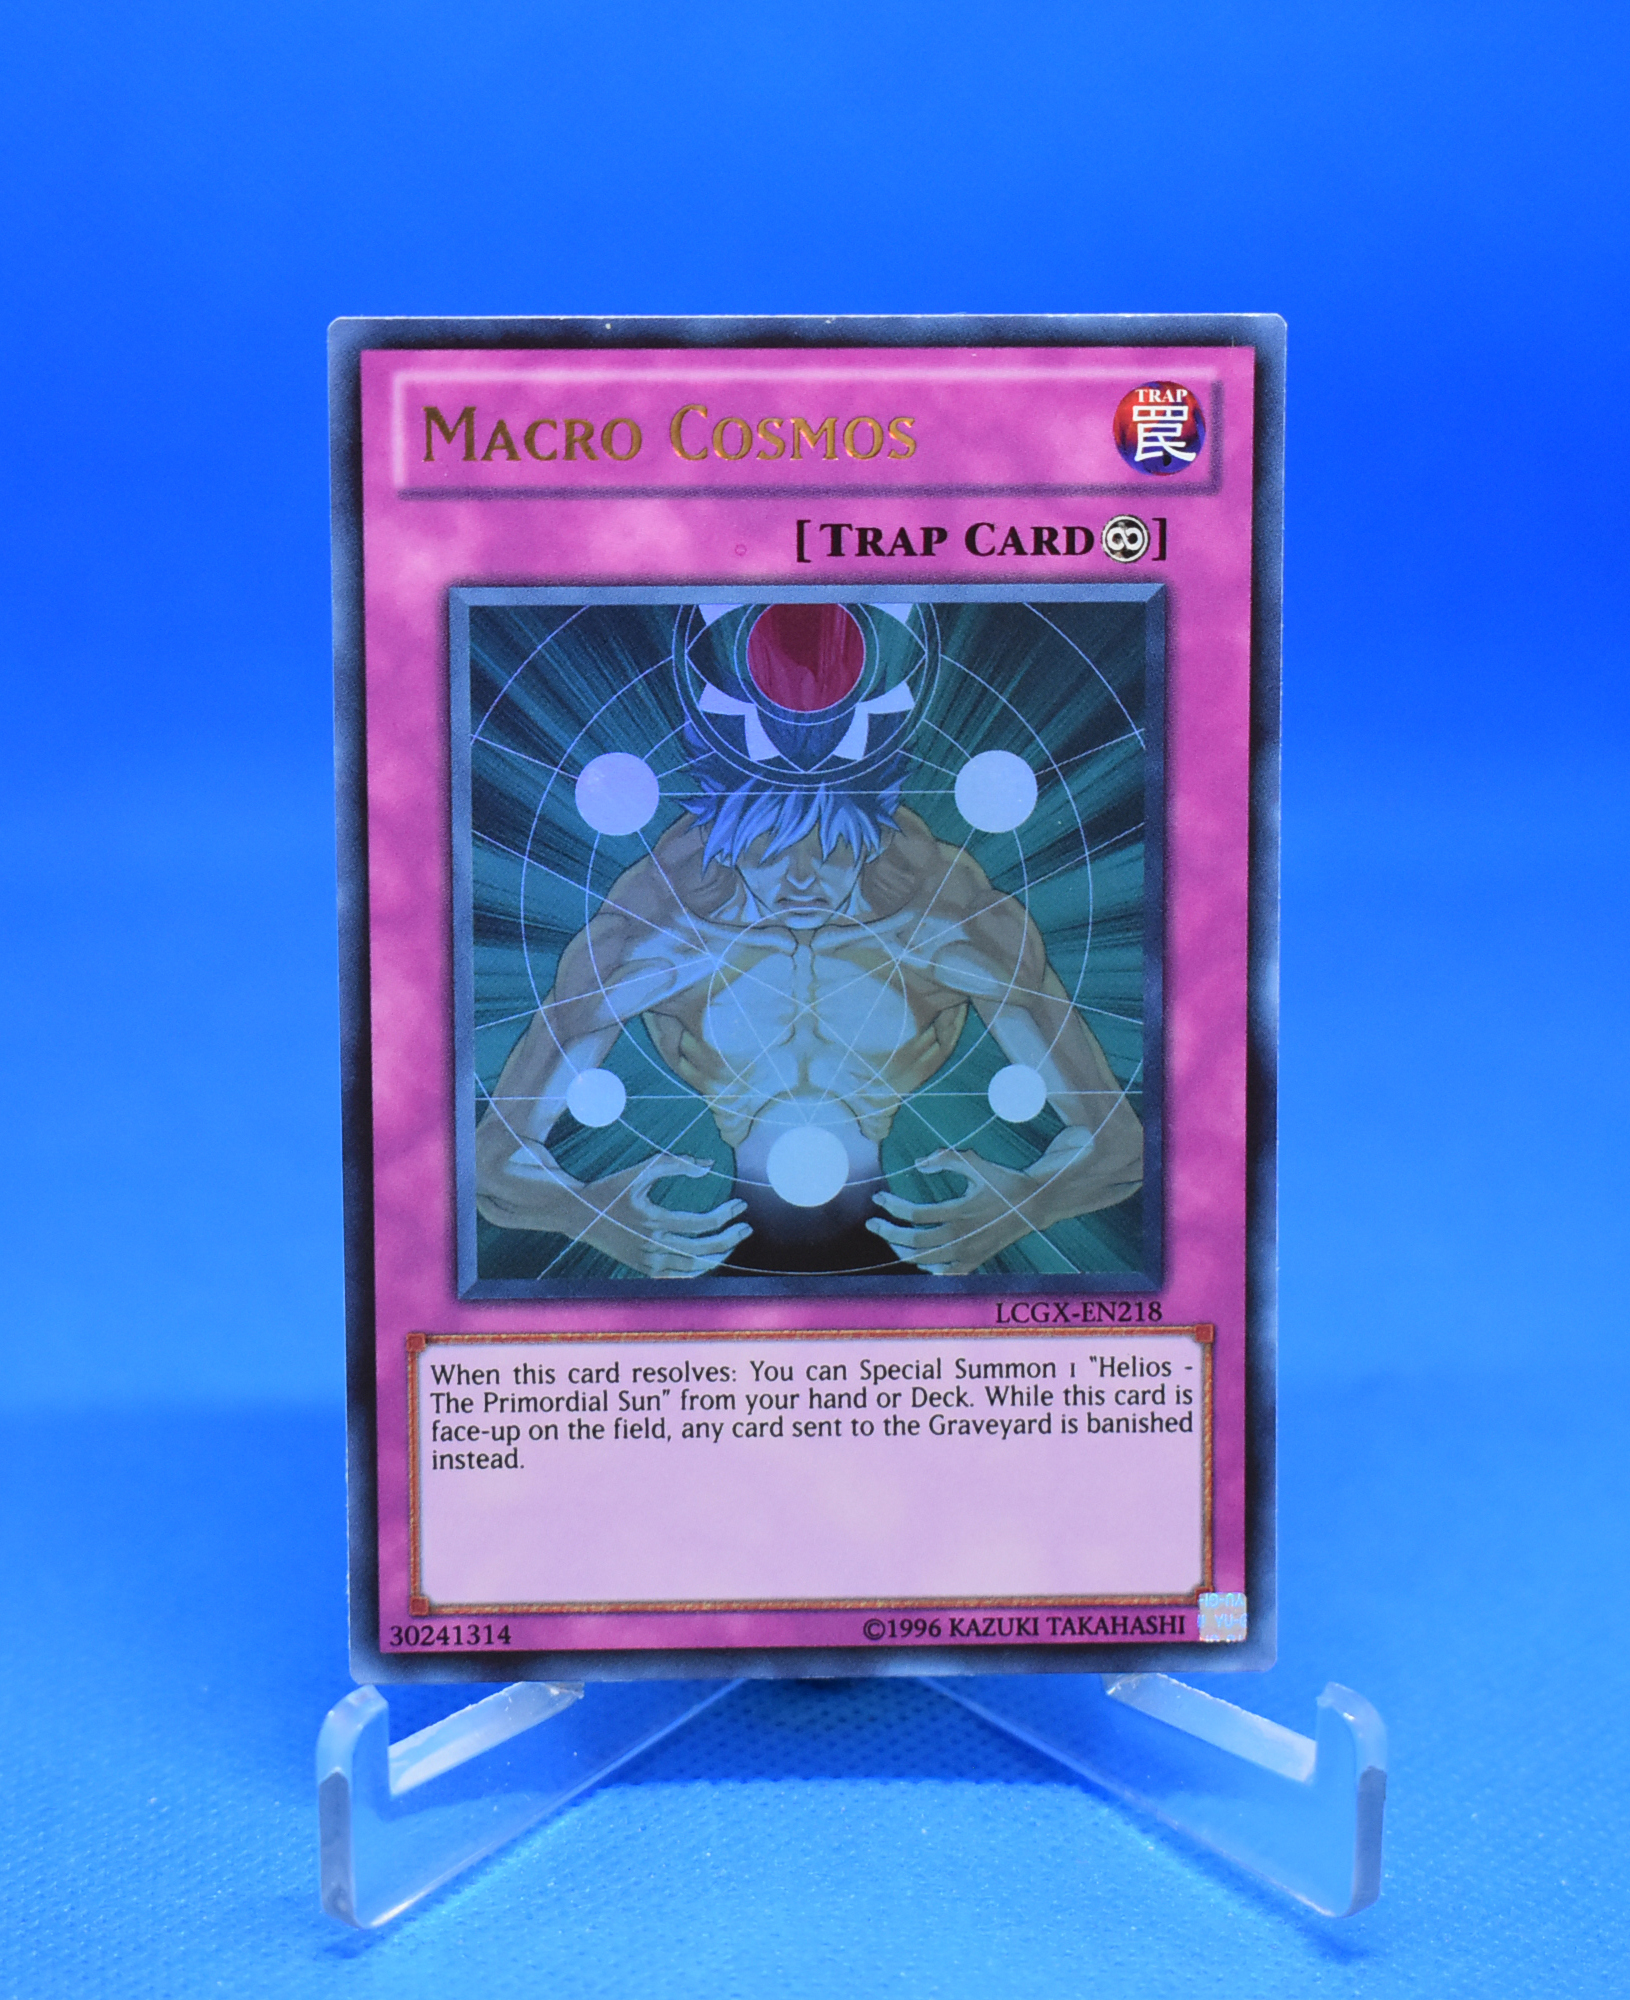 MACRO COSMOS
TRAP
罠
[TRAP CARD]
LCGX-EN218
When this card resolves: You can Special Summon 1 "Helios -
The Primordial Sun" from your hand or Deck. While this card is
face-up on the field, any card sent to the Graveyard is banished
instead.
30241314
©1996 KAZUKI TAKAHASHI